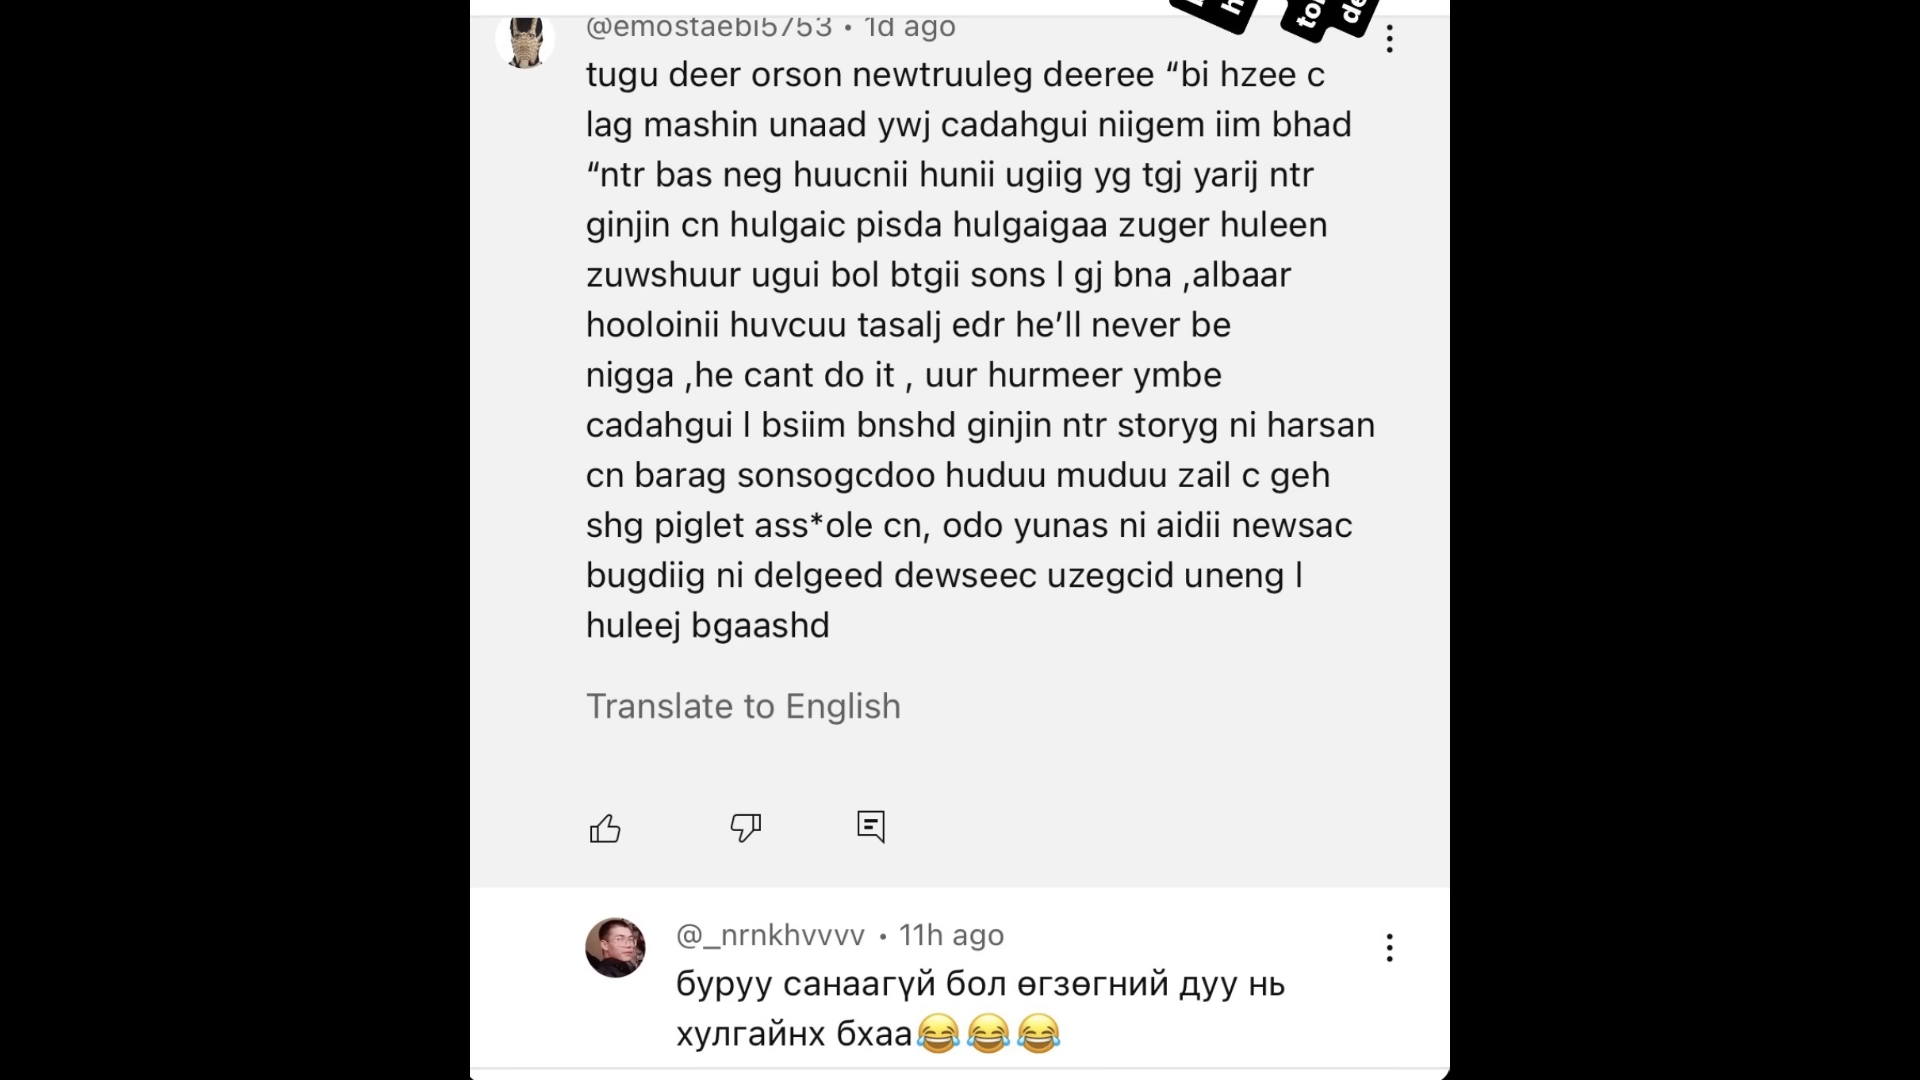 @emostaebi5753 • 1d ago
tugu deer orson newtruuleg deeree “bi hzee c
lag mashin unaad ywj cadahgui niigem iim bhad
“ntr bas neg huucnii hunii ugiig yg tgj yarij ntr
ginjin cn hulgaic pisda hulgaigaa zuger huleen
zuwshuur ugui bol btgii sons l gj bna ,albaar
hooloinii huvcuu tasalj edr he’ll never be
nigga ,he cant do it , uur hurmeer ymbe
cadahgui l bsiim bnshd ginjin ntr storyg ni harsan
cn barag sonsogcdoo huduu muduu zail c geh
shg piglet ass*ole cn, odo yunas ni aidii newsac
bugdiig ni delgeed dewseec uzegcid uneng l
huleej bgaashd
Translate to English
@_nrnkhvvvv • 11h ago
буруу санаагүй бол өгзөгний дуу нь
хулгайнх бхаа😂😂😂